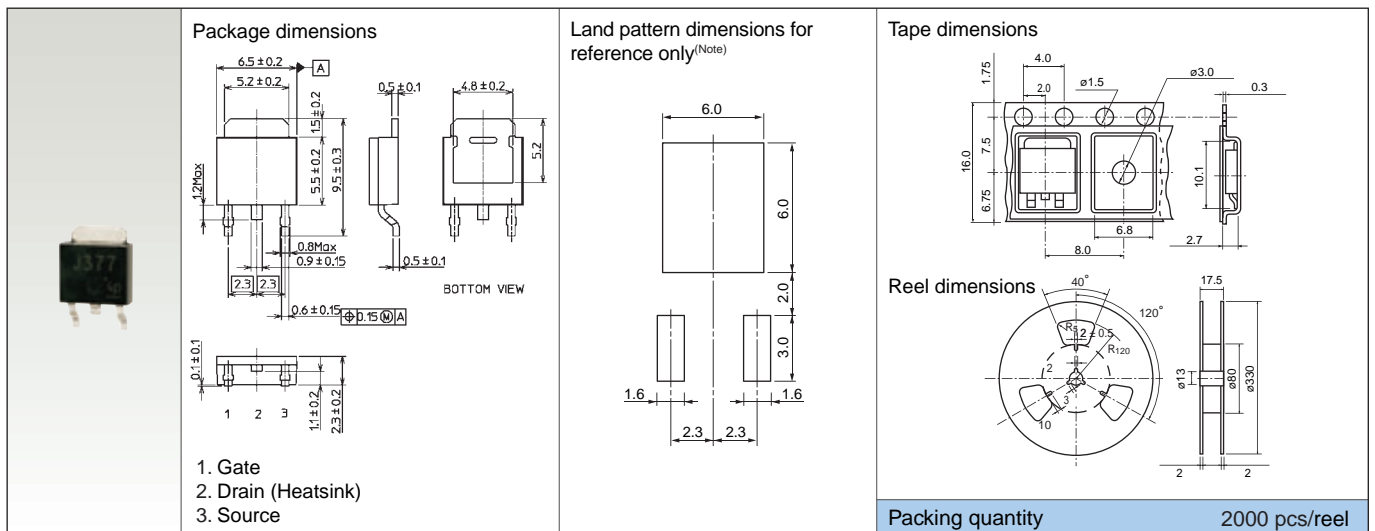 J377
Package dimensions
6.5±0.2
A
5.2±0.2
1.5±0.2
5.5±0.2
9.5±0.3
1.2Max
0.8Max
0.9±0.15
2.3
2.3
0.6±0.15
0.15 M A
0.5±0.1
0.5±0.1
4.8±0.2
5.2
BOTTOM VIEW
0.1±0.1
1 2 3
1.1±0.2
2.3±0.2
1. Gate
2. Drain (Heatsink)
3. Source
Land pattern dimensions for
reference only(Note)
6.0
6.0
2.0
3.0
1.6
1.6
2.3
2.3
Tape dimensions
4.0
2.0
1.75
ø1.5
ø3.0
0.3
16.0
7.5
6.75
10.1
6.8
8.0
2.7
Reel dimensions
40°
120°
R5
2 ± 0.5
R120
2
3
10
17.5
ø13
ø80
ø330
2
2
Packing quantity 2000 pcs/reel